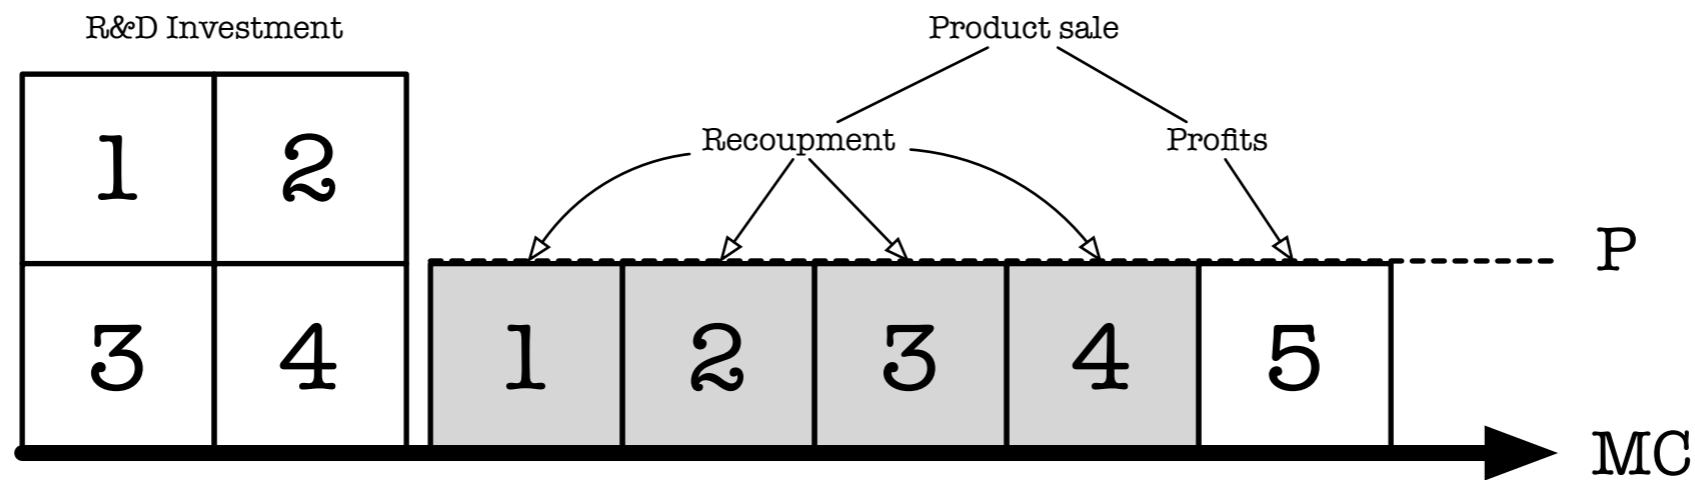 R&D Investment
Product sale
Recoupment
Profits
1 2
P
3 4
1 2 3 4 5
MC